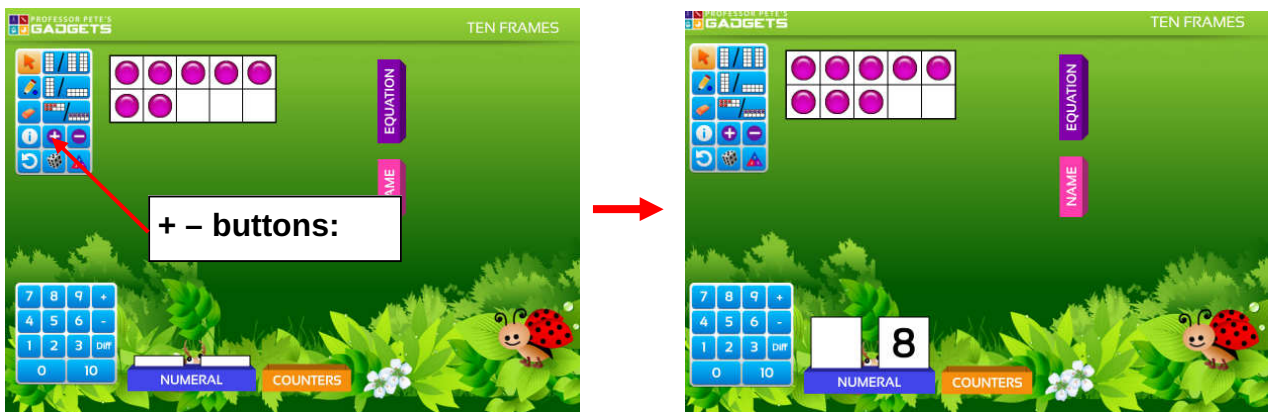 PROFESSOR PETE'S
GADGETS
TEN FRAMES
i + −
EQUATION
AME
+ – buttons:
7 8 9 +
4 5 6 -
1 2 3 Diff
0 10
NUMERAL
COUNTERS
PROFESSOR PETE'S
GADGETS
TEN FRAMES
i + −
EQUATION
NAME
7 8 9 +
4 5 6 -
1 2 3 Diff
0 10
8
NUMERAL
COUNTERS